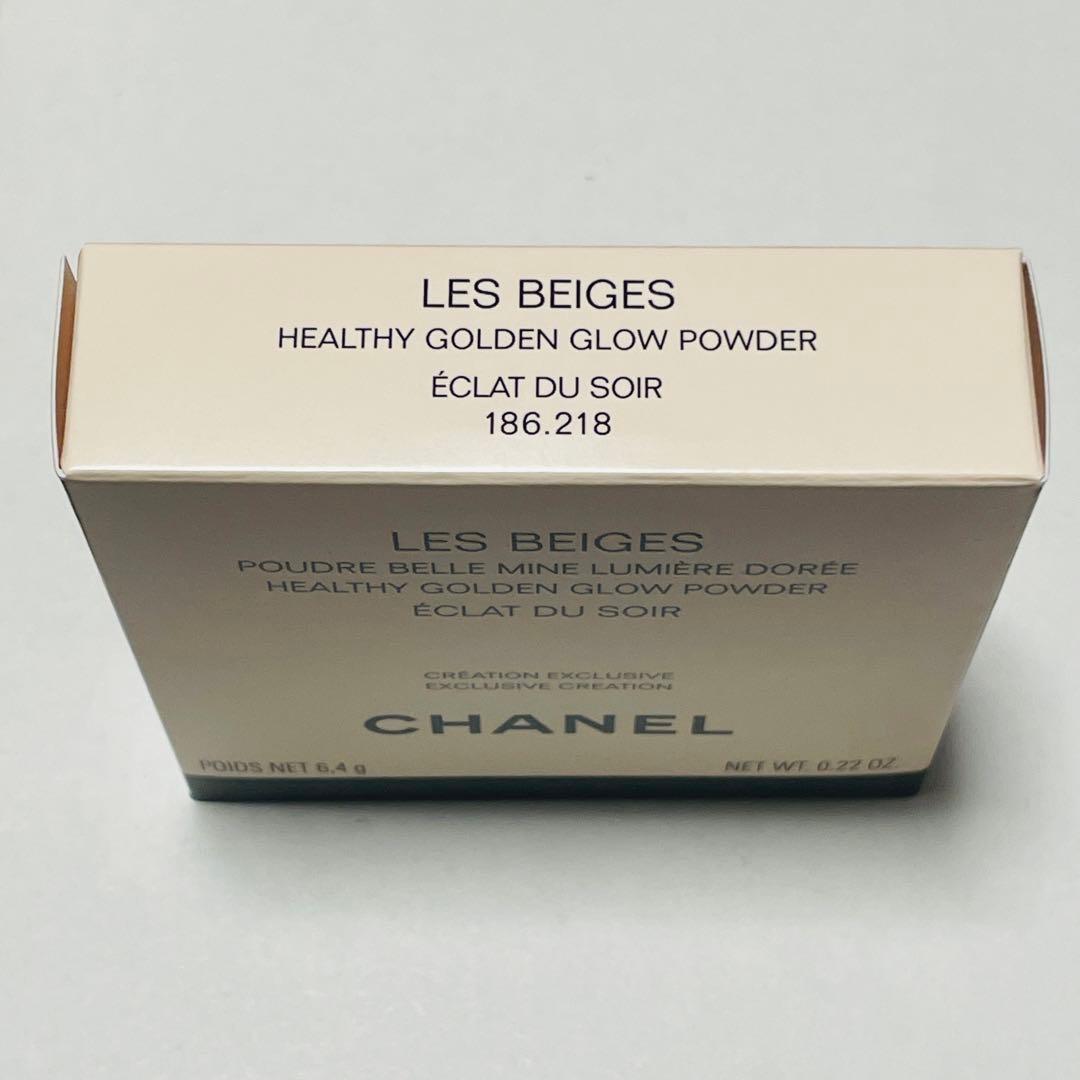 LES BEIGES
HEALTHY GOLDEN GLOW POWDER
ÉCLAT DU SOIR
186.218
LES BEIGES
POUDRE BELLE MINE LUMIÈRE DORÉE
HEALTHY GOLDEN GLOW POWDER
ÉCLAT DU SOIR
CRÉATION EXCLUSIVE
EXCLUSIVE CREATION
CHANEL
POIDS NET 6,4 g NET WT. 0.22 OZ.